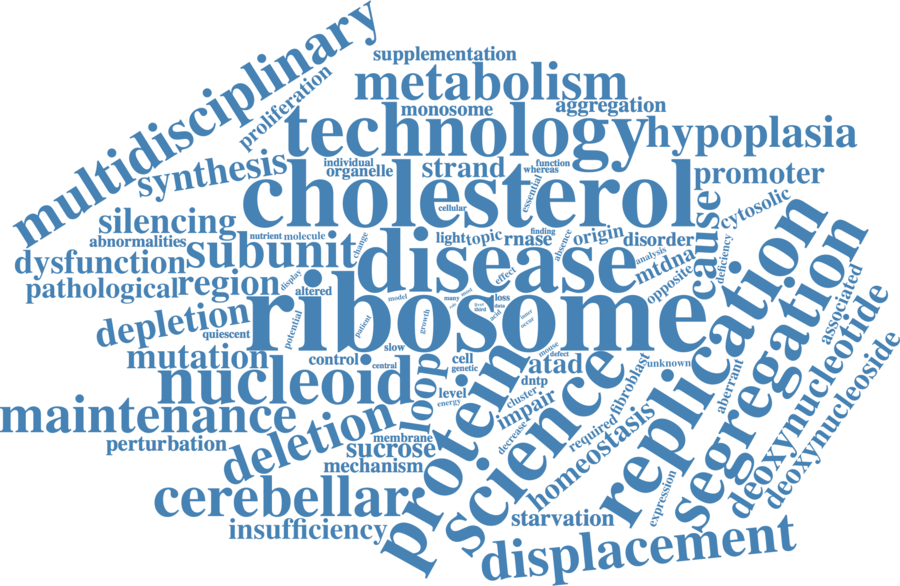 supplementation
multidisciplinary
metabolism
proliferation
monosome
aggregation
technology
hypoplasia
synthesis
individual
organelle
strand
function
whereas
promoter
cholesterol
essential
cellular
cytosolic
silencing
abnormalities
nutrient
molecule
change
light
topic
rnase
finding
absence
origin
disorder
cause
subunit
disease
analysis
mtdna
deficiency
dysfunction
pathological
region
display
altered
effect
opposite
replication
segregation
associated
ribosome
model
many
loss
data
third
acid
inner
occur
growth
patient
potential
depletion
quiescent
slow
mutation
control
central
cell
genetic
mouse
defect
atad
unknown
nucleoid
loop
level
energy
dntp
cluster
impair
fibroblast
required
aberrant
deoxynucleotide
deoxynucleoside
maintenance
perturbation
deletion
membrane
sucrose
mechanism
protein
decrease
science
homeostasis
expression
cerebellar
insufficiency
starvation
displacement